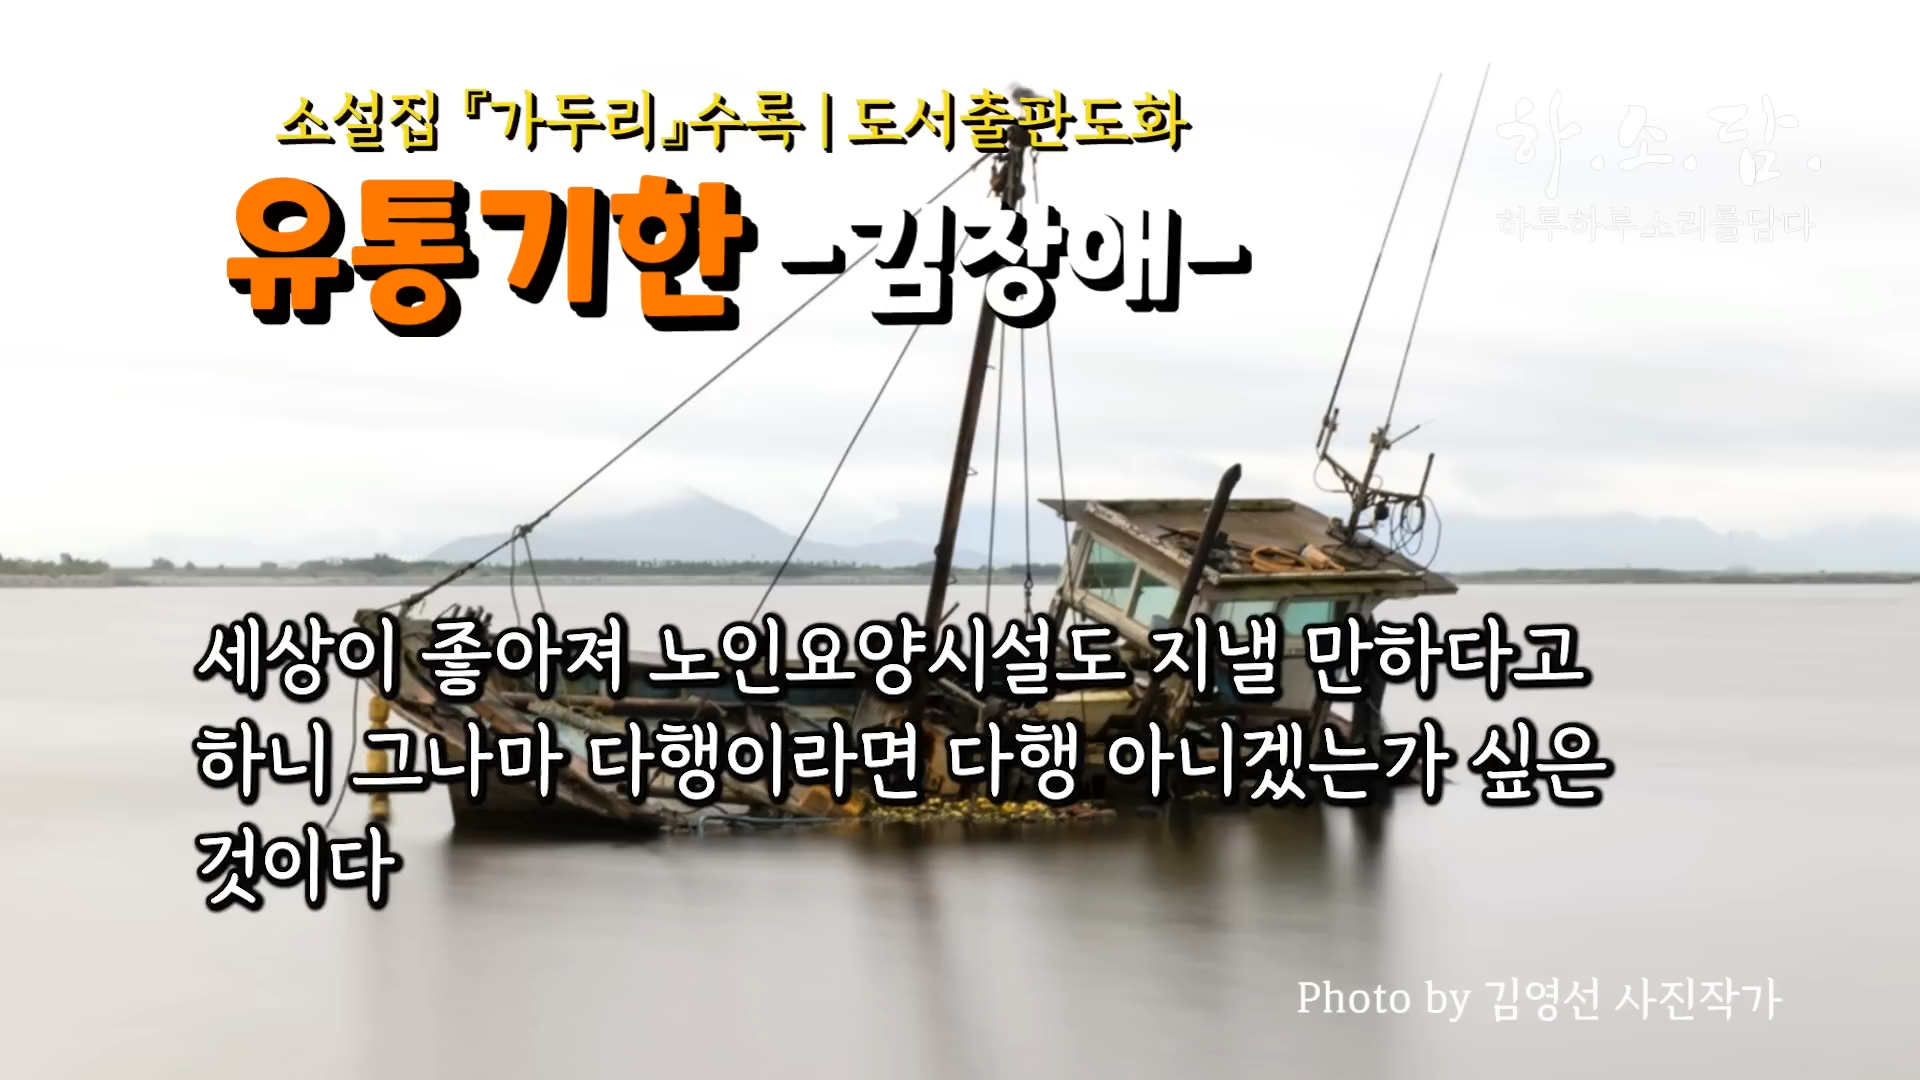 소설집 『가두리』수록 | 도서출판도화
하.소.담.
하루하루소리를담다
유통기한 -김장애-
세상이 좋아져 노인요양시설도 지낼 만하다고
하니 그나마 다행이라면 다행 아니겠는가 싶은
것이다
Photo by 김영선 사진작가